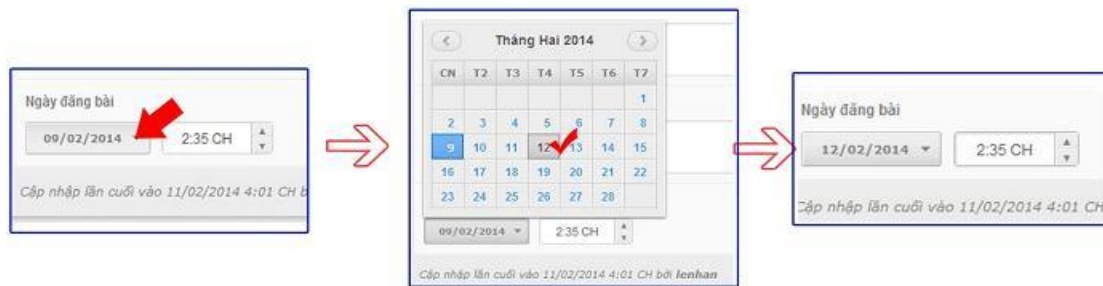 Ngày đăng bài
09/02/2014 2:35 CH
Cập nhập lần cuối vào 11/02/2014 4:01 CH b
Tháng Hai 2014
CN T2 T3 T4 T5 T6 T7
1
2 3 4 5 6 7 8
9 10 11 12 13 14 15
16 17 18 19 20 21 22
23 24 25 26 27 28
09/02/2014 2:35 CH
Cập nhập lần cuối vào 11/02/2014 4:01 CH bởi lenhan
Ngày đăng bài
12/02/2014 2:35 CH
Cập nhập lần cuối vào 11/02/2014 4:01 CH